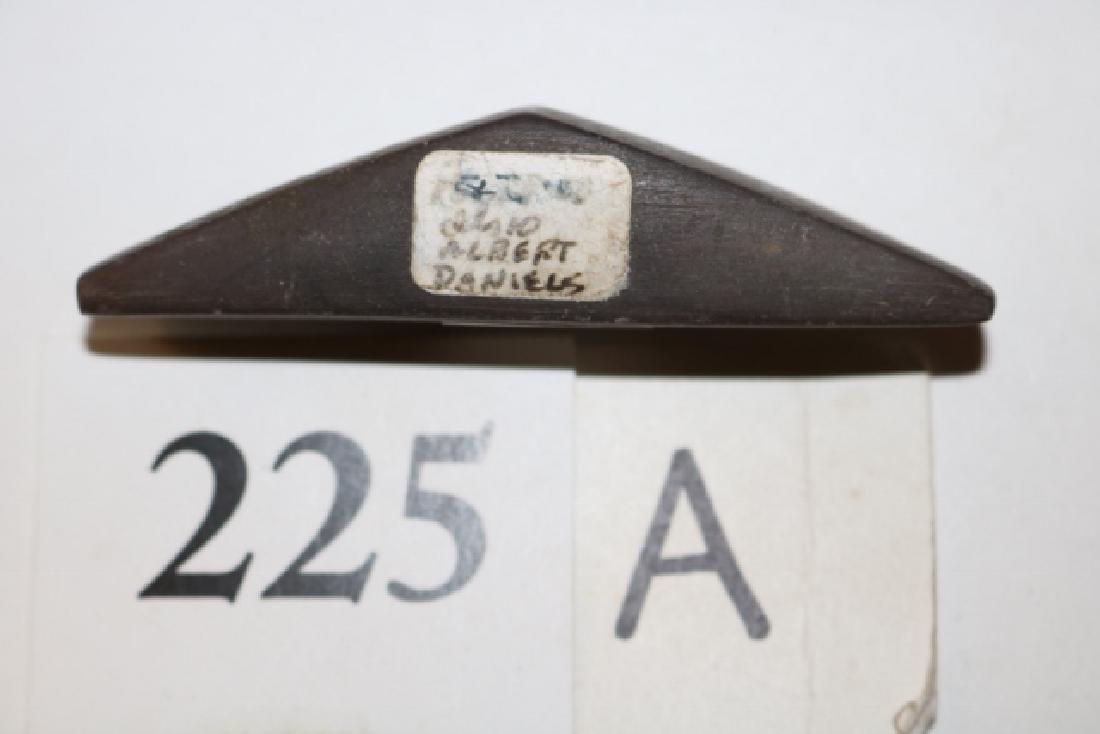 OHIO
ALBERT
DANIELS
225 A